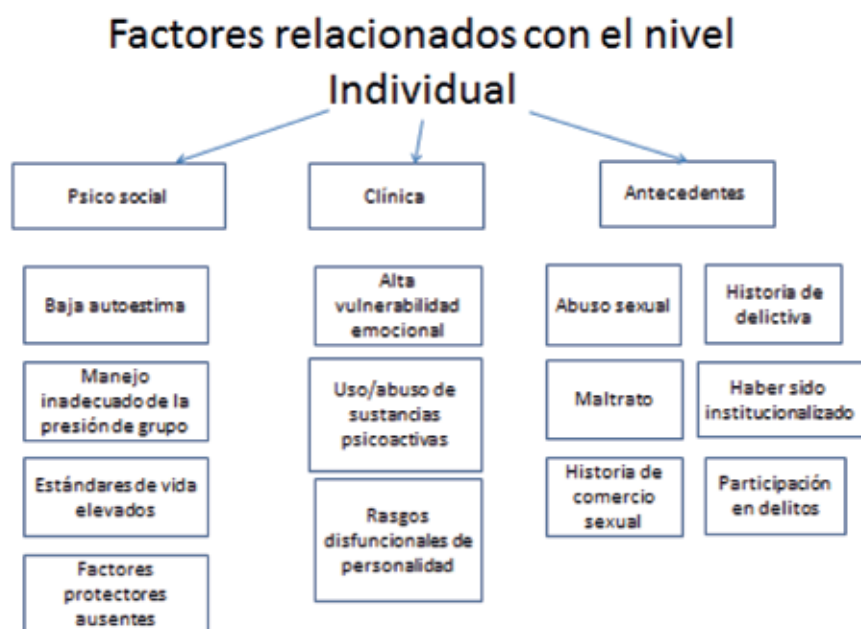 Factores relacionados con el nivel
Individual
Psico social
Clínica
Antecedentes
Baja autoestima
Manejo
inadecuado de la
presión de grupo
Estándares de vida
elevados
Factores
protectores
ausentes
Alta
vulnerabilidad
emocional
Uso/abuso de
sustancias
psicoactivas
Rasgos
disfuncionales de
personalidad
Abuso sexual
Maltrato
Historia de
comercio
sexual
Historia de
delictiva
Haber sido
institucionalizado
Participación
en delitos